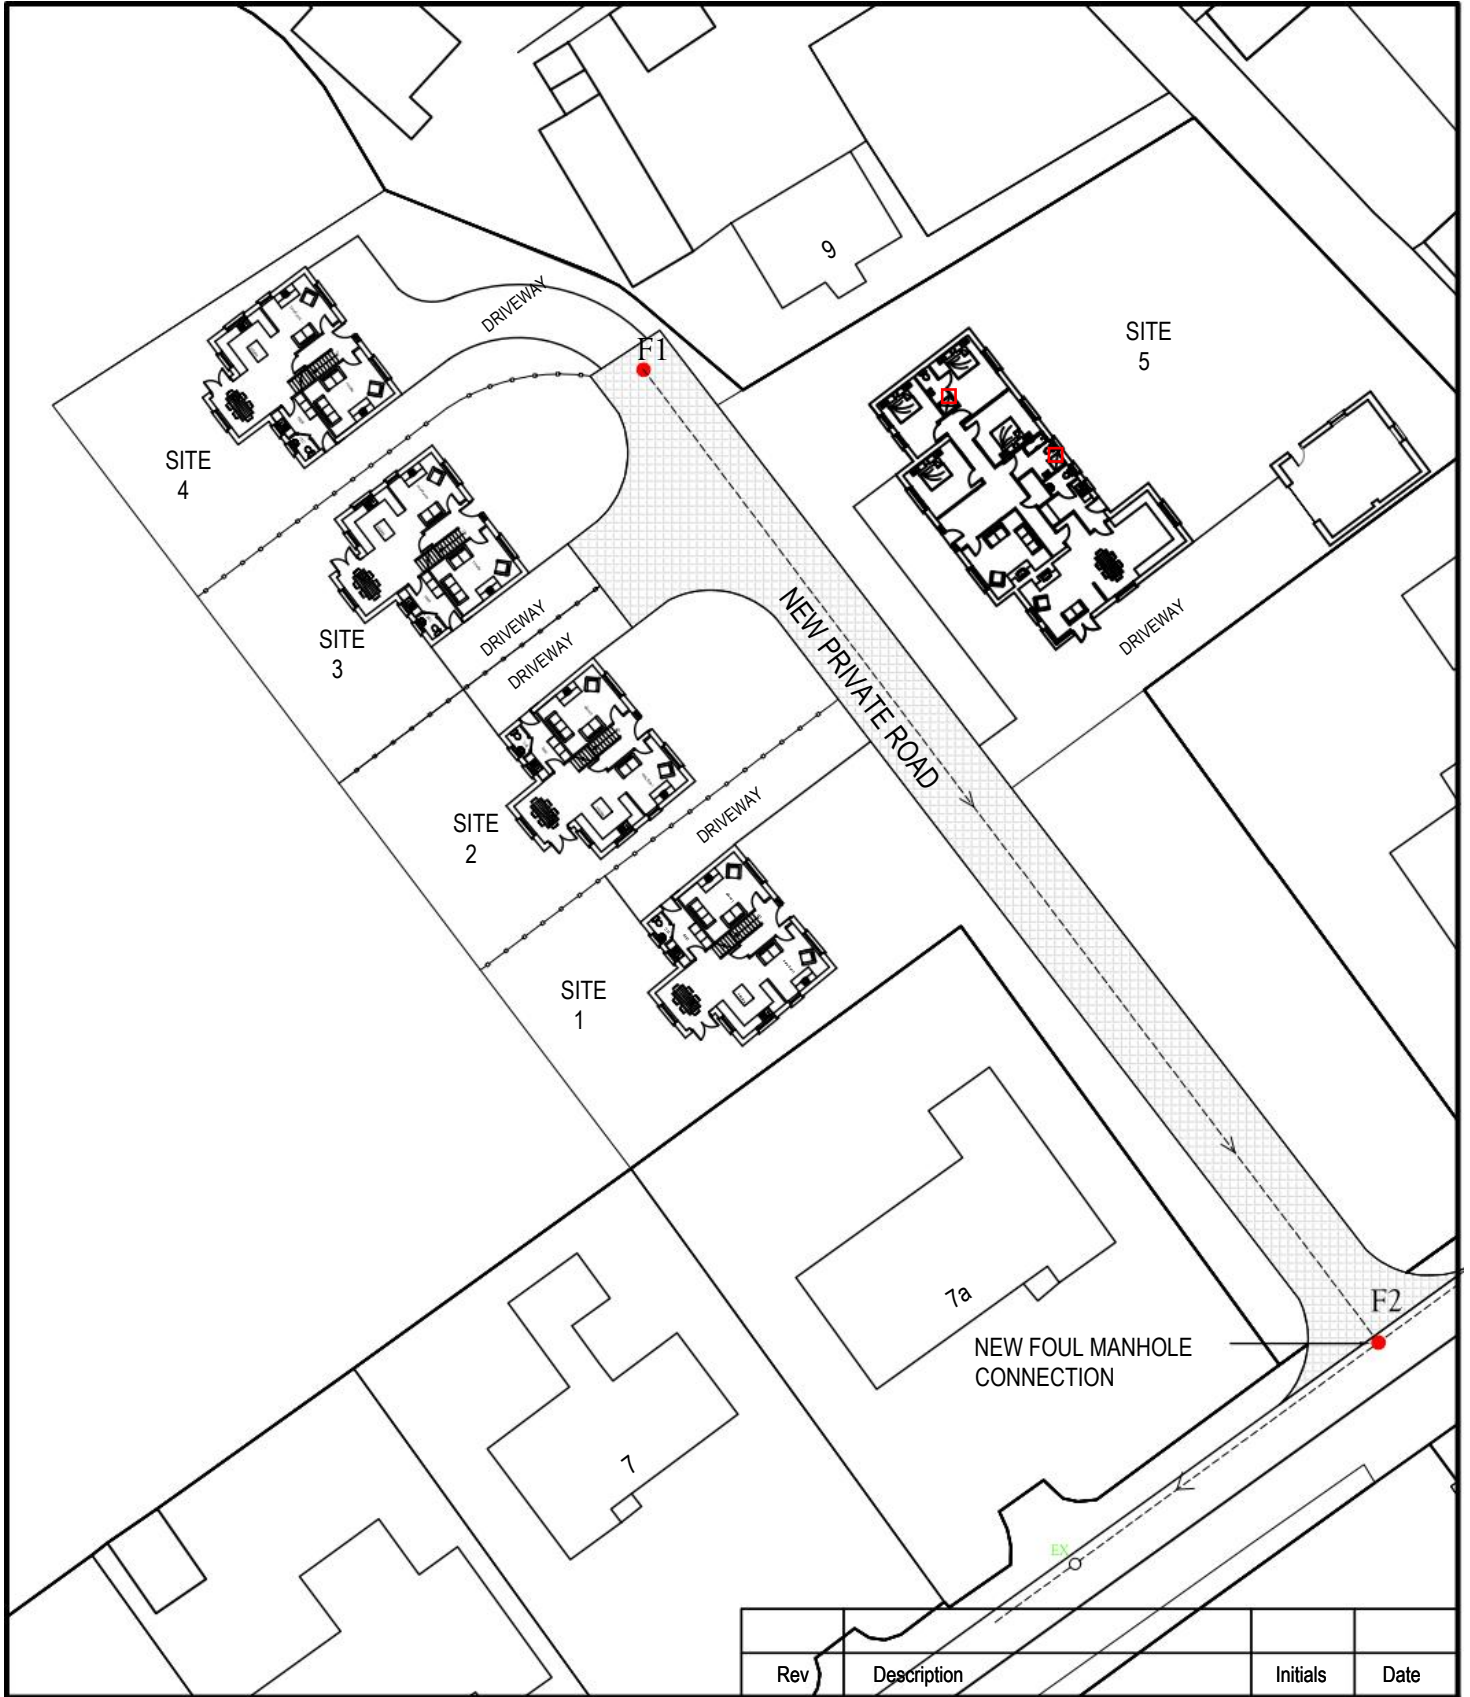 9
DRIVEWAY
F1
SITE
5
SITE
4
SITE
3
DRIVEWAY
DRIVEWAY
NEW PRIVATE ROAD
DRIVEWAY
SITE
2
DRIVEWAY
SITE
1
7a
F2
NEW FOUL MANHOLE
CONNECTION
7
EX
Rev
Description
Initials
Date